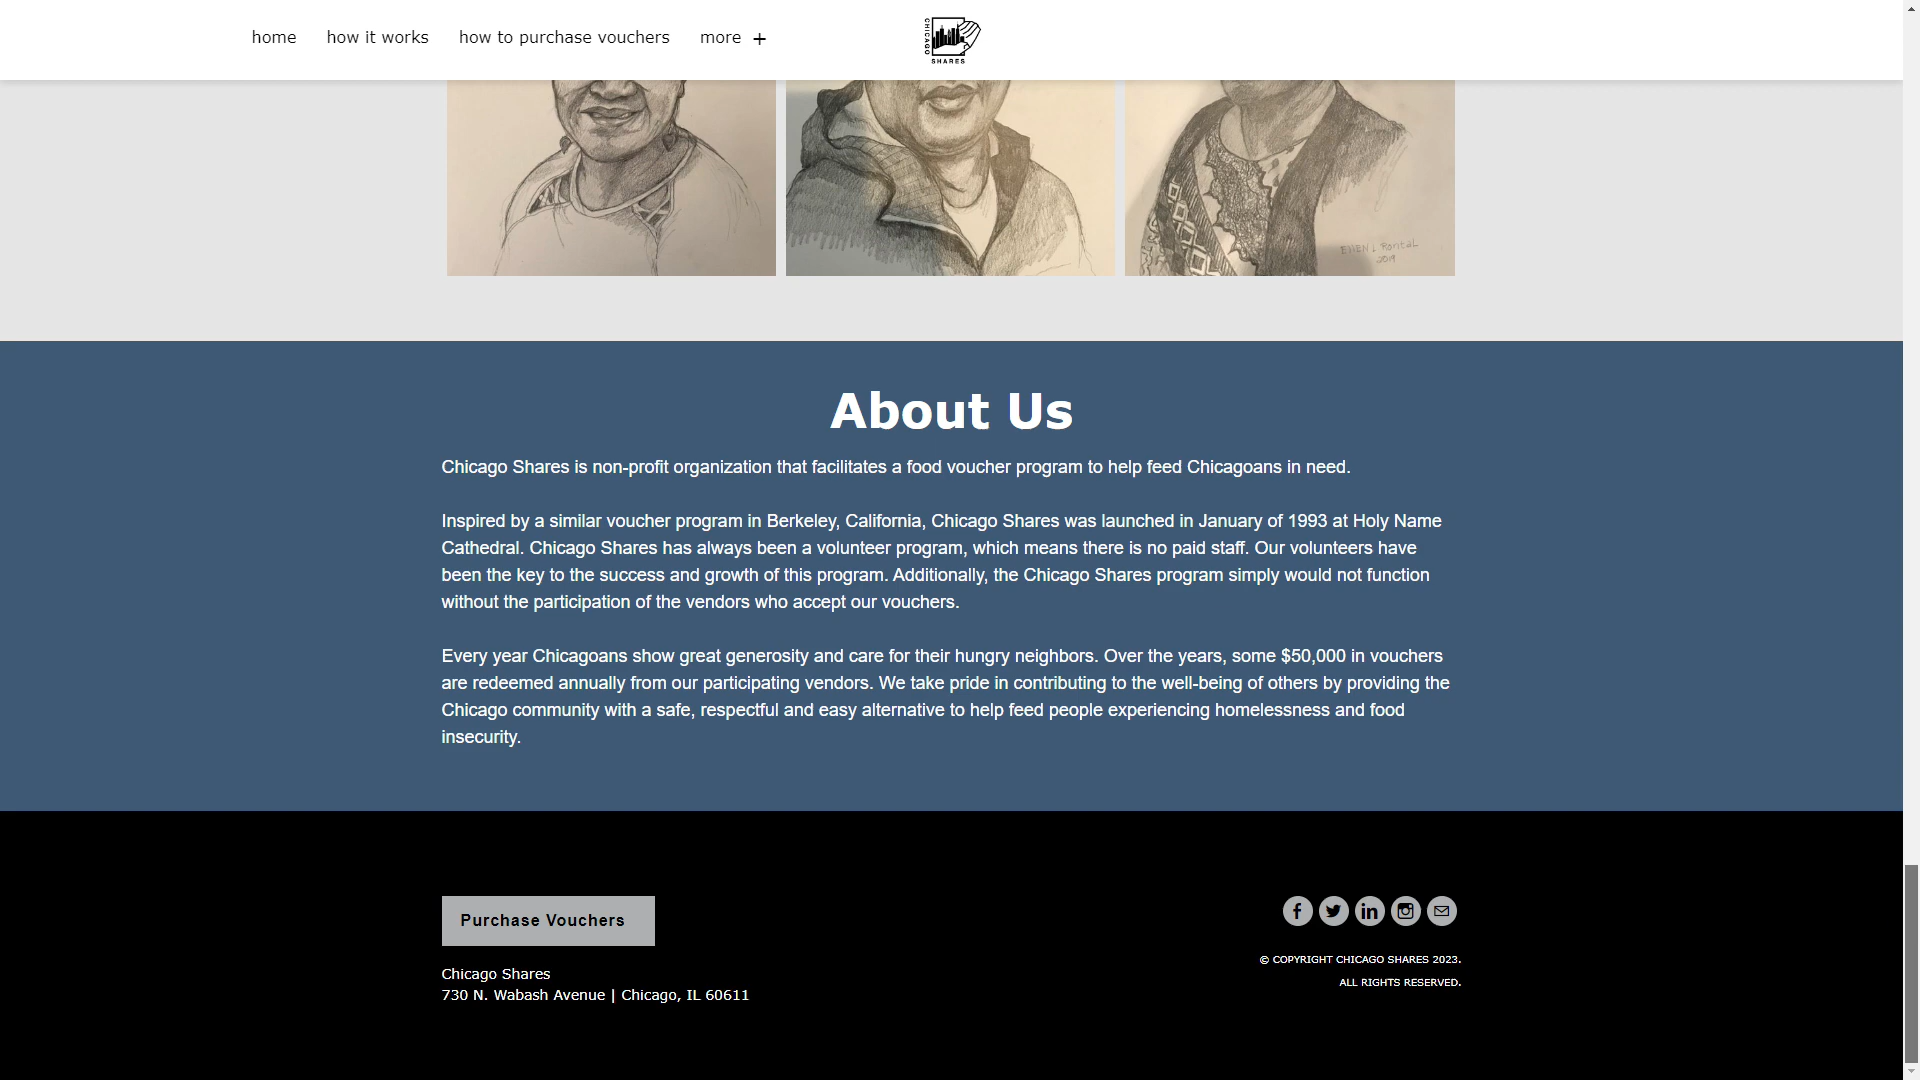 home
how it works
how to purchase vouchers
more +
CHICAGO
SHARES
2019
About Us
Chicago Shares is non-profit organization that facilitates a food voucher program to help feed Chicagoans in need.
Inspired by a similar voucher program in Berkeley, California, Chicago Shares was launched in January of 1993 at Holy Name
Cathedral. Chicago Shares has always been a volunteer program, which means there is no paid staff. Our volunteers have
been the key to the success and growth of this program. Additionally, the Chicago Shares program simply would not function
without the participation of the vendors who accept our vouchers.
Every year Chicagoans show great generosity and care for their hungry neighbors. Over the years, some $50,000 in vouchers
are redeemed annually from our participating vendors. We take pride in contributing to the well-being of others by providing the
Chicago community with a safe, respectful and easy alternative to help feed people experiencing homelessness and food
insecurity.
Purchase Vouchers
Chicago Shares
730 N. Wabash Avenue | Chicago, IL 60611
© COPYRIGHT CHICAGO SHARES 2023.
ALL RIGHTS RESERVED.